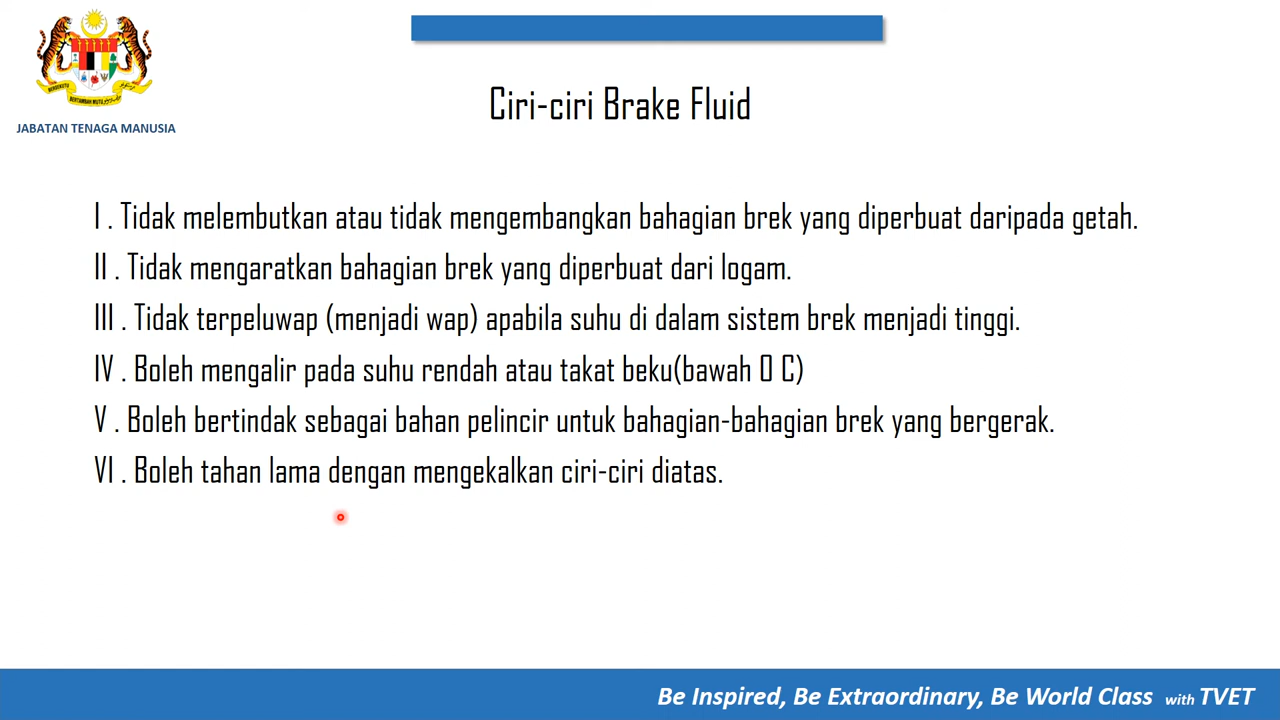 JABATAN TENAGA MANUSIA
Ciri-ciri Brake Fluid
I . Tidak melembutkan atau tidak mengembangkan bahagian brek yang diperbuat daripada getah.
II . Tidak mengaratkan bahagian brek yang diperbuat dari logam.
III . Tidak terpeluwap (menjadi wap) apabila suhu di dalam sistem brek menjadi tinggi.
IV . Boleh mengalir pada suhu rendah atau takat beku(bawah 0 C)
V . Boleh bertindak sebagai bahan pelincir untuk bahagian-bahagian brek yang bergerak.
VI . Boleh tahan lama dengan mengekalkan ciri-ciri diatas.
Be Inspired, Be Extraordinary, Be World Class with TVET